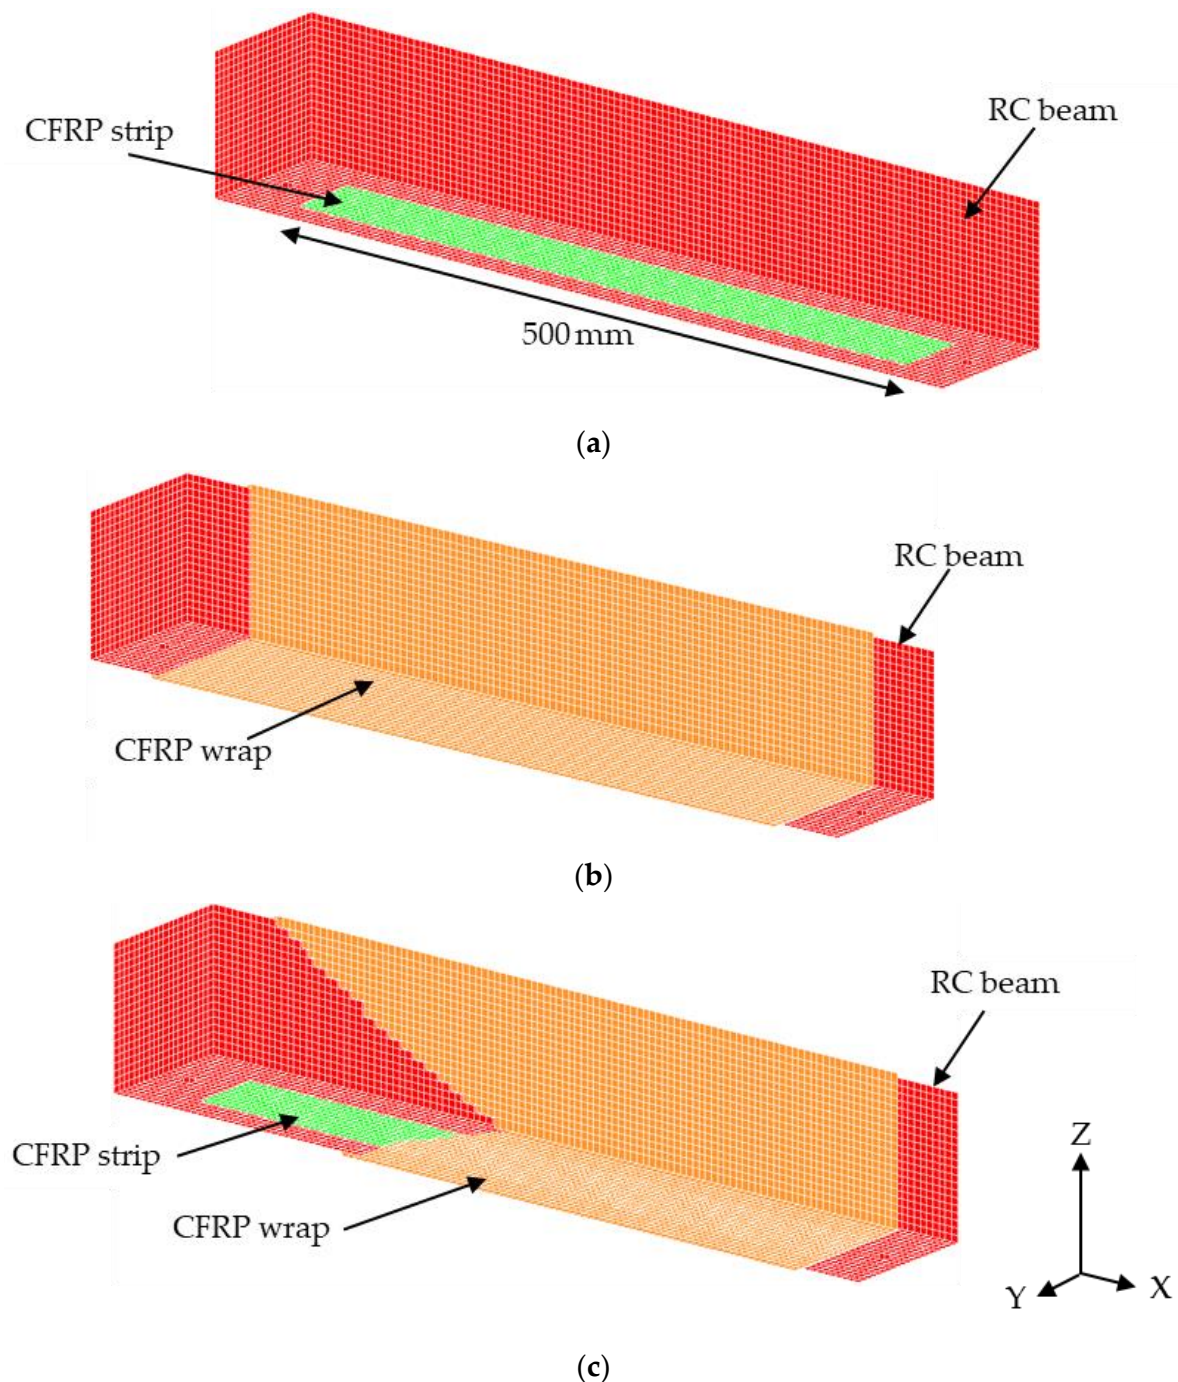 RC beam
CFRP strip
500 mm
(a)
RC beam
CFRP wrap
(b)
RC beam
CFRP strip
CFRP wrap
Z
Y
X
(c)